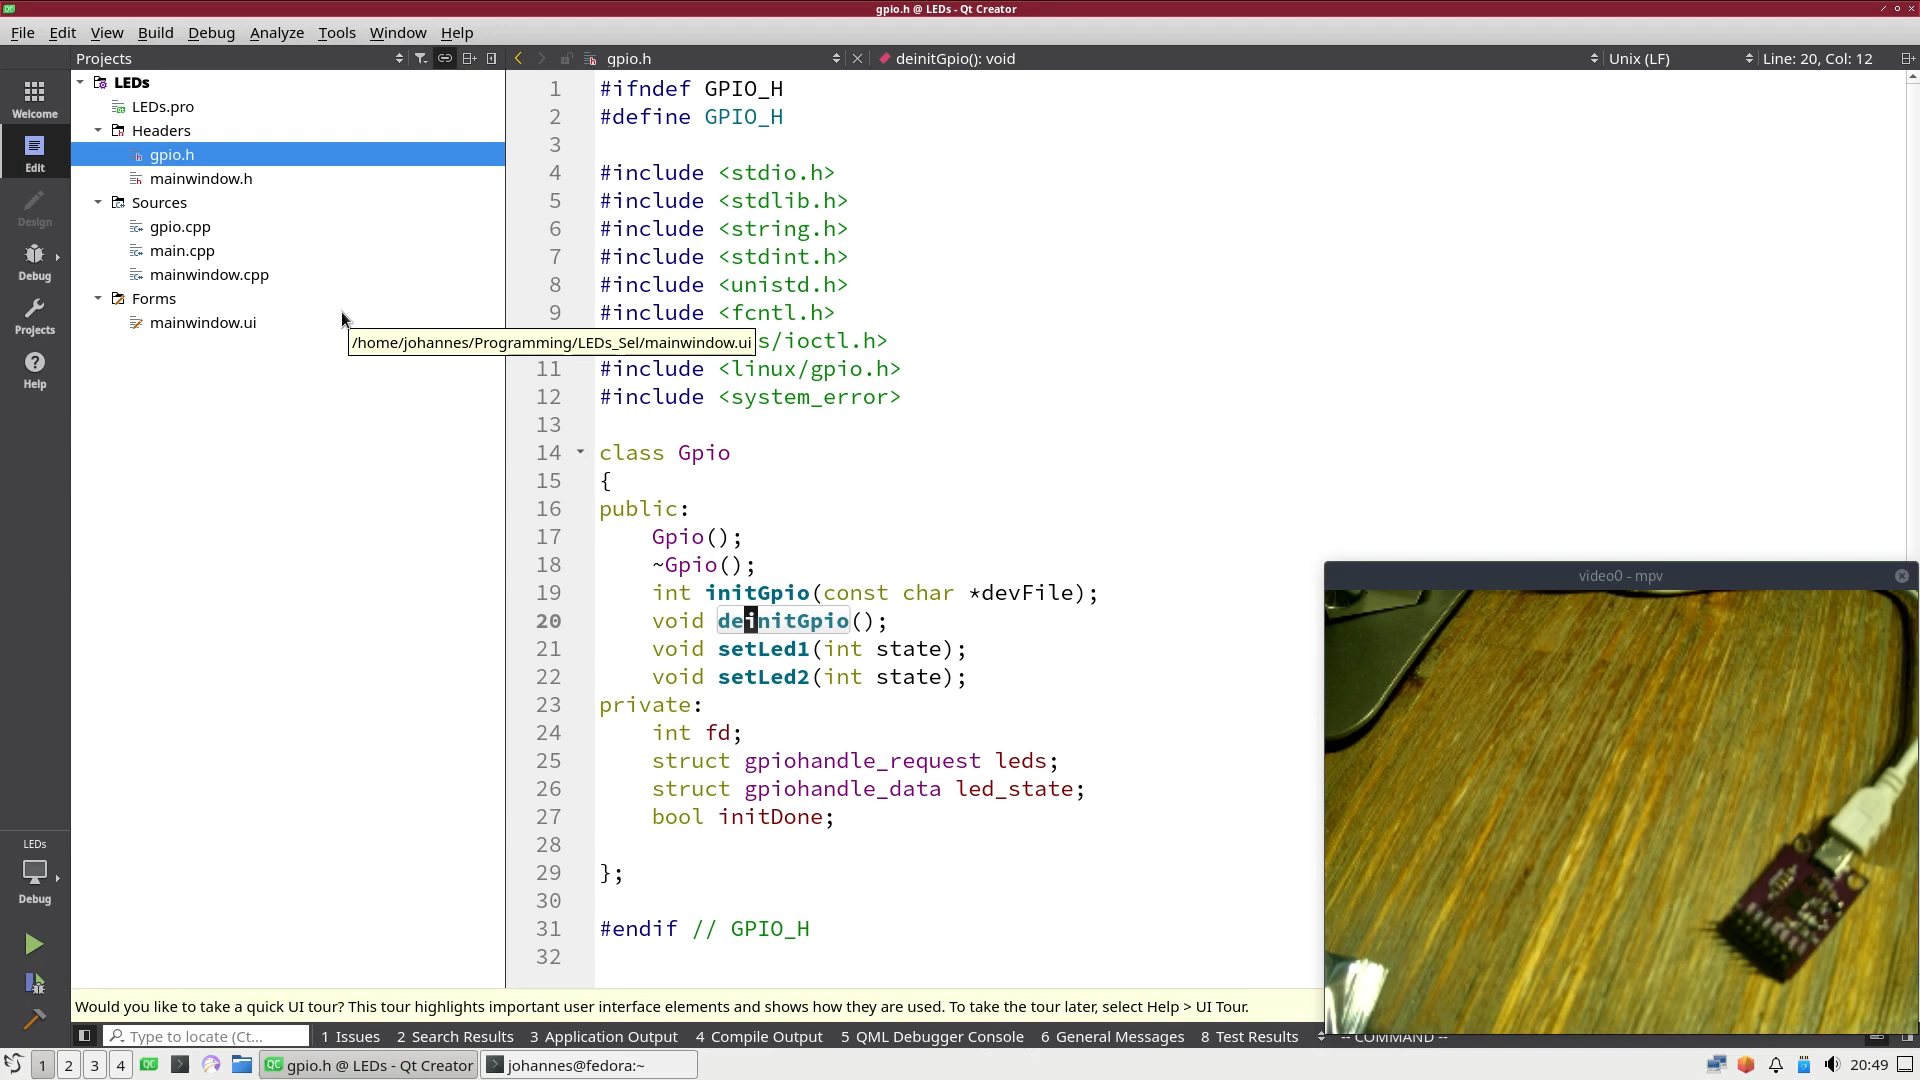 gpio.h @ LEDs - Qt Creator
File Edit View Build Debug Analyze Tools Window Help
Projects gpio.h deinitGpio(): void Unix (LF) Line: 20, Col: 12
Welcome
Edit
Design
Debug
Projects
Help
LEDs
Debug
LEDs
LEDs.pro
Headers
gpio.h
mainwindow.h
Sources
gpio.cpp
main.cpp
mainwindow.cpp
Forms
mainwindow.ui
/home/johannes/Programming/LEDs_Sel/mainwindow.ui
1 #ifndef GPIO_H
2 #define GPIO_H
3
4 #include <stdio.h>
5 #include <stdlib.h>
6 #include <string.h>
7 #include <stdint.h>
8 #include <unistd.h>
9 #include <fcntl.h>
s/ioctl.h>
11 #include <linux/gpio.h>
12 #include <system_error>
13
14 class Gpio
15 {
16 public:
17 Gpio();
18 ~Gpio();
19 int initGpio(const char *devFile);
20 void deinitGpio();
21 void setLed1(int state);
22 void setLed2(int state);
23 private:
24 int fd;
25 struct gpiohandle_request leds;
26 struct gpiohandle_data led_state;
27 bool initDone;
28
29 };
30
31 #endif // GPIO_H
32
video0 - mpv
Would you like to take a quick UI tour? This tour highlights important user interface elements and shows how they are used. To take the tour later, select Help > UI Tour.
Type to locate (Ct... 1 Issues 2 Search Results 3 Application Output 4 Compile Output 5 QML Debugger Console 6 General Messages 8 Test Results -- COMMAND --
1 2 3 4 gpio.h @ LEDs - Qt Creator johannes@fedora:~ 20:49